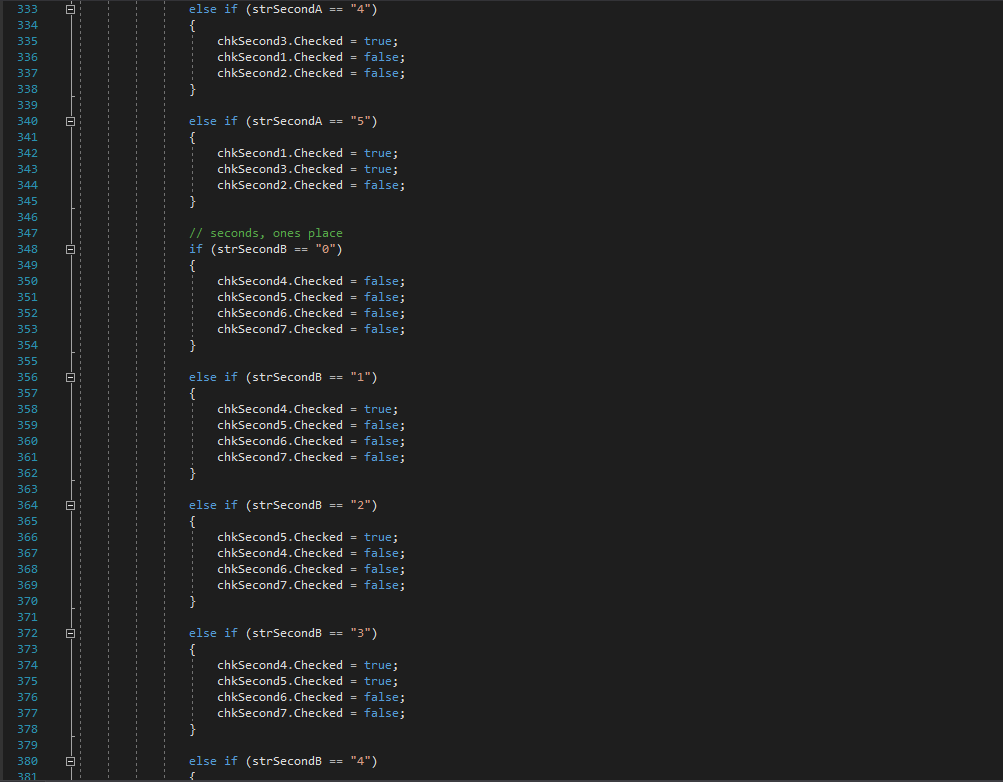 333 else if (strSecondA == "4")
334 {
335 chkSecond3.Checked = true;
336 chkSecond1.Checked = false;
337 chkSecond2.Checked = false;
338 }
339
340 else if (strSecondA == "5")
341 {
342 chkSecond1.Checked = true;
343 chkSecond3.Checked = true;
344 chkSecond2.Checked = false;
345 }
346
347 // seconds, ones place
348 if (strSecondB == "0")
349 {
350 chkSecond4.Checked = false;
351 chkSecond5.Checked = false;
352 chkSecond6.Checked = false;
353 chkSecond7.Checked = false;
354 }
355
356 else if (strSecondB == "1")
357 {
358 chkSecond4.Checked = true;
359 chkSecond5.Checked = false;
360 chkSecond6.Checked = false;
361 chkSecond7.Checked = false;
362 }
363
364 else if (strSecondB == "2")
365 {
366 chkSecond5.Checked = true;
367 chkSecond4.Checked = false;
368 chkSecond6.Checked = false;
369 chkSecond7.Checked = false;
370 }
371
372 else if (strSecondB == "3")
373 {
374 chkSecond4.Checked = true;
375 chkSecond5.Checked = true;
376 chkSecond6.Checked = false;
377 chkSecond7.Checked = false;
378 }
379
380 else if (strSecondB == "4")
381 {